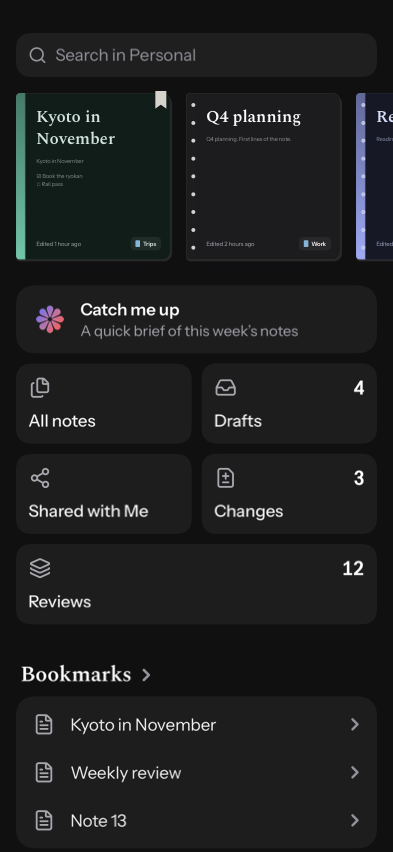 Search in Personal
Kyoto in
November
Kyoto in November
Book the ryokan
Rail pass
Edited 1 hour ago
Trips
Q4 planning
Q4 planning. First lines of the note.
Edited 2 hours ago
Work
Re
Readin
Edited
Catch me up
A quick brief of this week's notes
All notes
4
Drafts
Shared with Me
3
Changes
12
Reviews
Bookmarks
Kyoto in November
Weekly review
Note 13